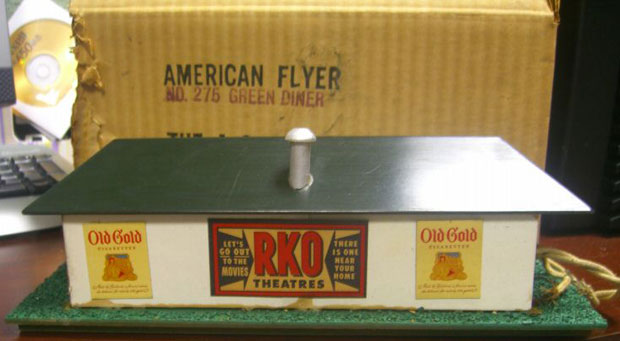 AMERICAN FLYER
NO. 275 GREEN DINER
THE
Old Gold
CIGARETTES
LET'S
GO OUT
TO THE
MOVIES
RKO
THEATRES
THERE
IS ONE
NEAR
YOUR
HOME
Old Gold
CIGARETTES